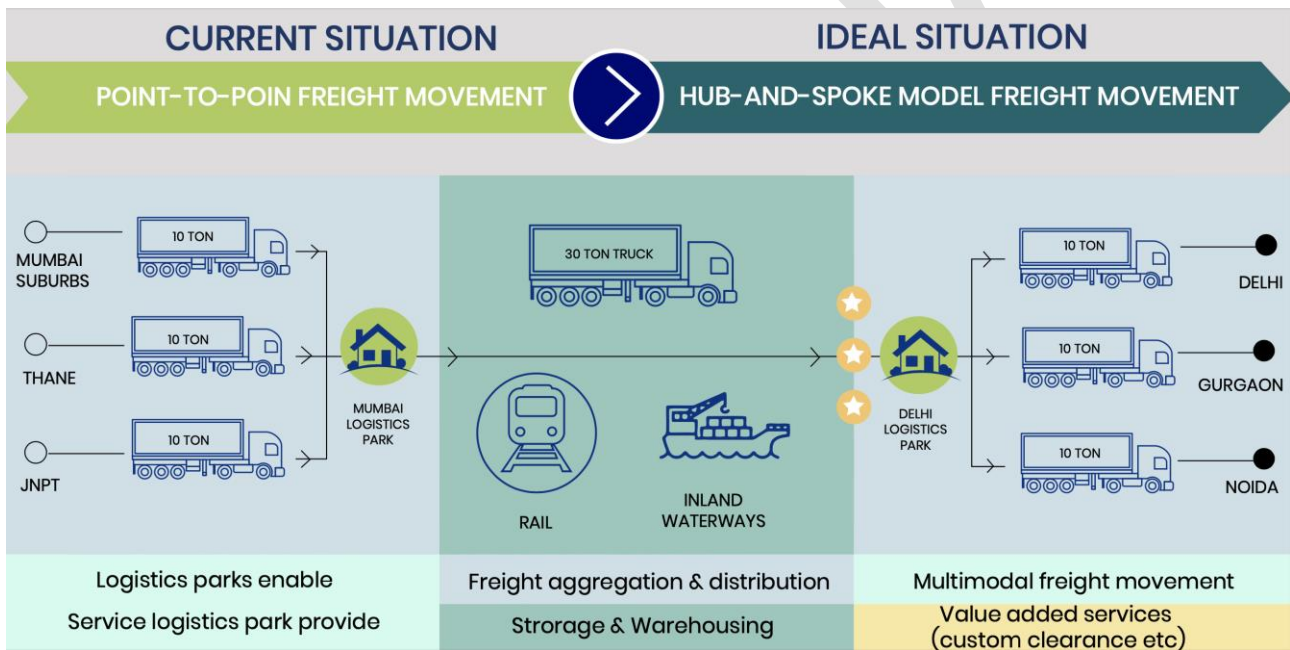 CURRENT SITUATION
IDEAL SITUATION
POINT-TO-POIN FREIGHT MOVEMENT
HUB-AND-SPOKE MODEL FREIGHT MOVEMENT
MUMBAI
SUBURBS
10 TON
THANE
10 TON
JNPT
10 TON
MUMBAI
LOGISTICS
PARK
30 TON TRUCK
RAIL
INLAND
WATERWAYS
DELHI
LOGISTICS
PARK
10 TON
DELHI
10 TON
GURGAON
10 TON
NOIDA
Logistics parks enable
Freight aggregation & distribution
Multimodal freight movement
Service logistics park provide
Strorage & Warehousing
Value added services
(custom clearance etc)